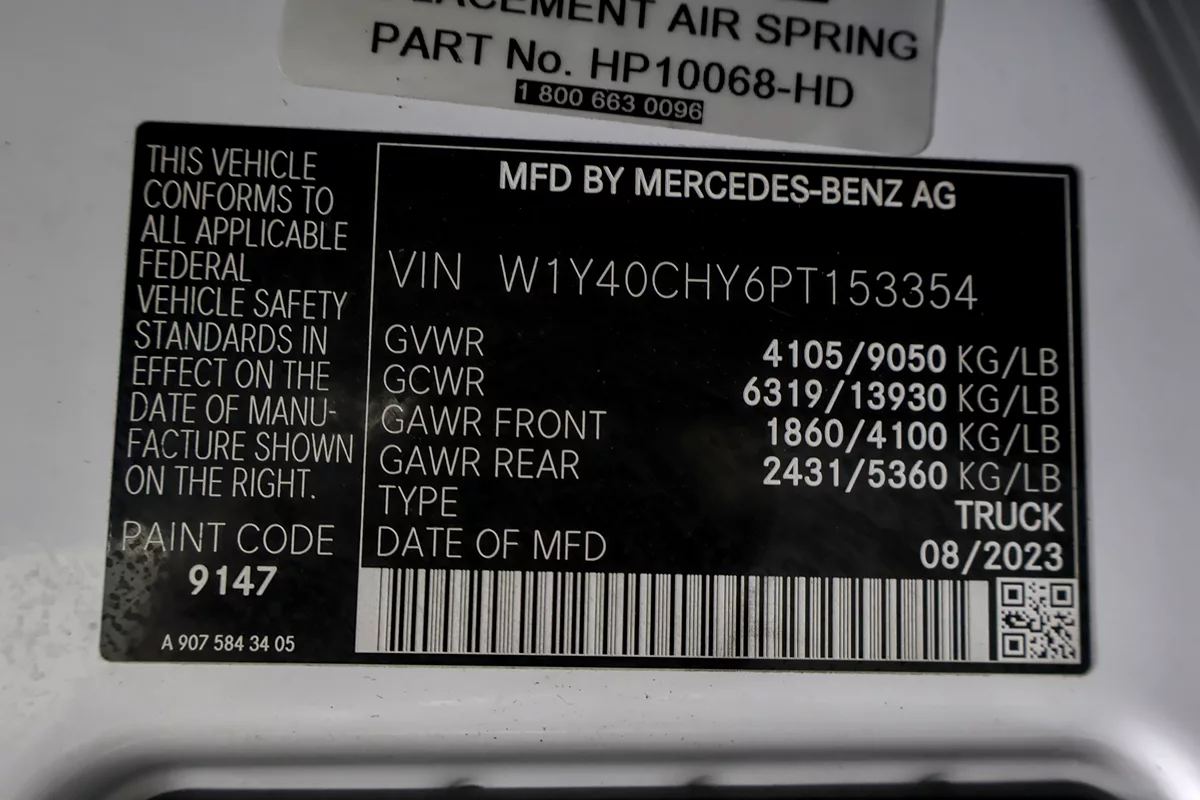 ACEMENT AIR SPRING
PART No. HP10068-HD
1 800 663 0096
THIS VEHICLE
CONFORMS TO
ALL APPLICABLE
FEDERAL
VEHICLE SAFETY
STANDARDS IN
EFFECT ON THE
DATE OF MANU-
FACTURE SHOWN
ON THE RIGHT.
PAINT CODE
9147
A 907 584 34 05
MFD BY MERCEDES-BENZ AG
VIN W1Y40CHY6PT153354
GVWR 4105/9050 KG/LB
GCWR 6319/13930 KG/LB
GAWR FRONT 1860/4100 KG/LB
GAWR REAR 2431/5360 KG/LB
TYPE TRUCK
DATE OF MFD 08/2023